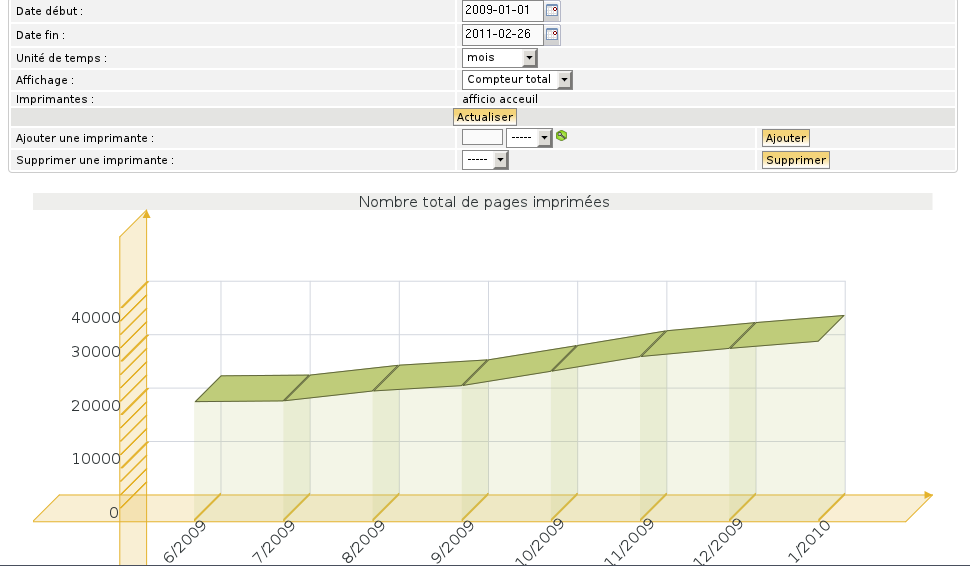 Date début : 2009-01-01
Date fin : 2011-02-26
Unité de temps : mois
Affichage : Compteur total
Imprimantes : afficio acceuil
Actualiser
Ajouter une imprimante : ----- Ajouter
Supprimer une imprimante : ----- Supprimer
Nombre total de pages imprimées
40000
30000
20000
10000
0
6/2009 7/2009 8/2009 9/2009 10/2009 11/2009 12/2009 1/2010